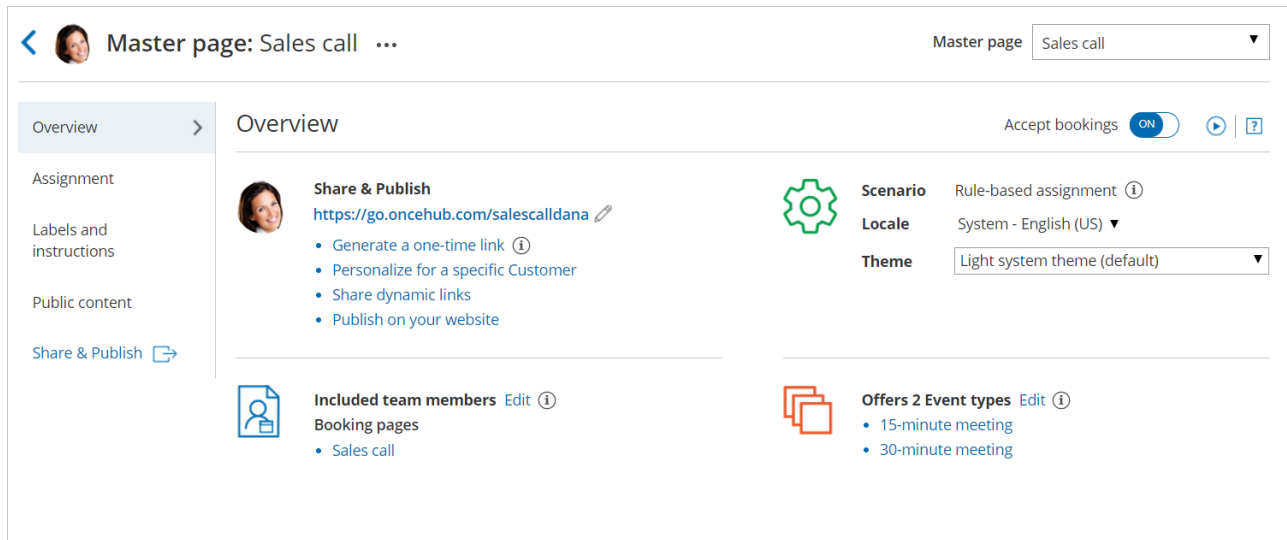 Master page: Sales call ...
Master page Sales call
Overview
Assignment
Labels and
instructions
Public content
Share & Publish
Overview
Accept bookings ON
?
Share & Publish
https://go.oncehub.com/salescalldana
• Generate a one-time link i
• Personalize for a specific Customer
• Share dynamic links
• Publish on your website
Scenario Rule-based assignment i
Locale System - English (US)
Theme Light system theme (default)
Included team members Edit i
Booking pages
• Sales call
Offers 2 Event types Edit i
• 15-minute meeting
• 30-minute meeting